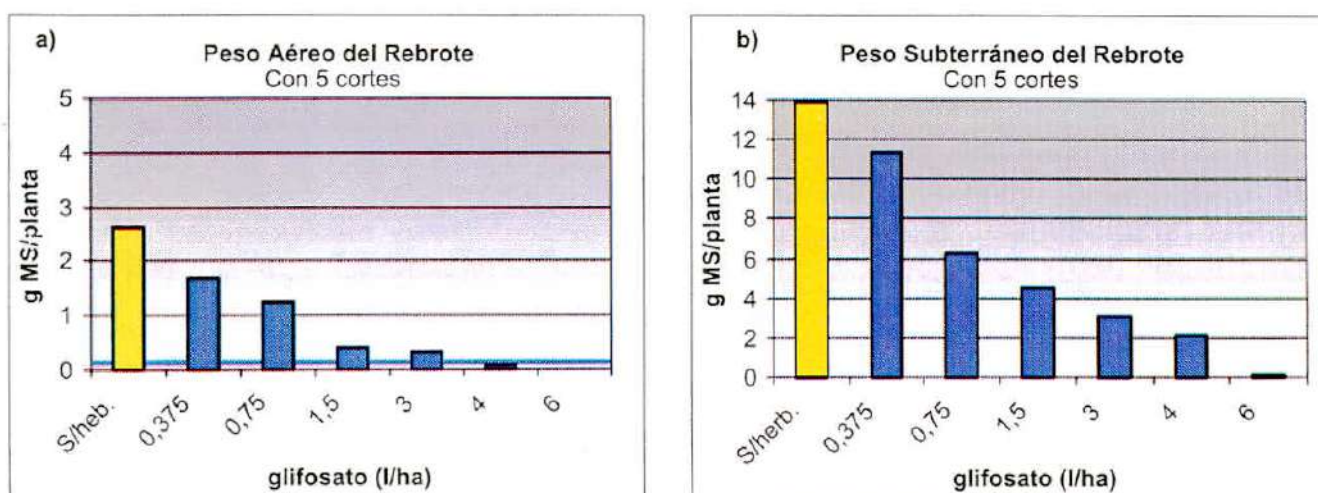 a)
Peso Aéreo del Rebrote
Con 5 cortes
5
4
3
2
1
0
g MS/planta
S/heb.
0,375
0,75
1,5
3
4
6
glifosato (l/ha)
b)
Peso Subterráneo del Rebrote
Con 5 cortes
14
12
10
8
6
4
2
0
g MS/planta
S/herb.
0,375
0,75
1,5
3
4
6
glifosato (l/ha)